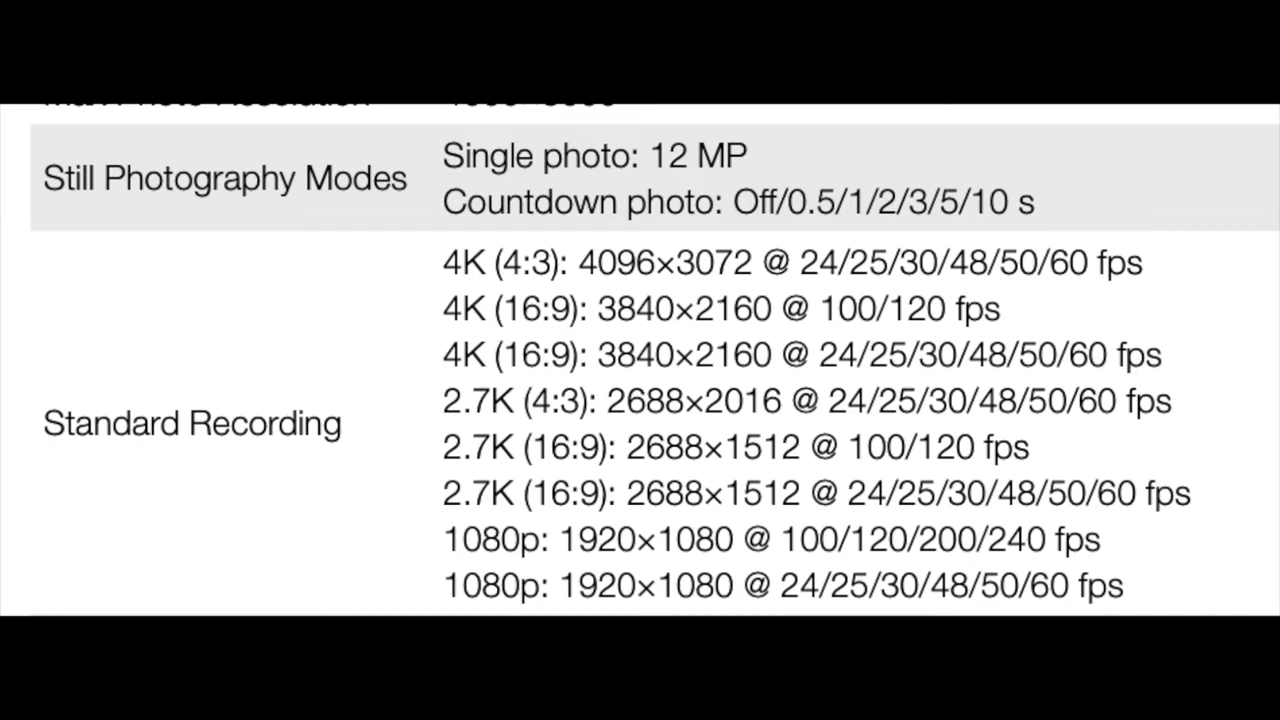 Still Photography Modes
Single photo: 12 MP
Countdown photo: Off/0.5/1/2/3/5/10 s
Standard Recording
4K (4:3): 4096×3072 @ 24/25/30/48/50/60 fps
4K (16:9): 3840×2160 @ 100/120 fps
4K (16:9): 3840×2160 @ 24/25/30/48/50/60 fps
2.7K (4:3): 2688×2016 @ 24/25/30/48/50/60 fps
2.7K (16:9): 2688×1512 @ 100/120 fps
2.7K (16:9): 2688×1512 @ 24/25/30/48/50/60 fps
1080p: 1920×1080 @ 100/120/200/240 fps
1080p: 1920×1080 @ 24/25/30/48/50/60 fps